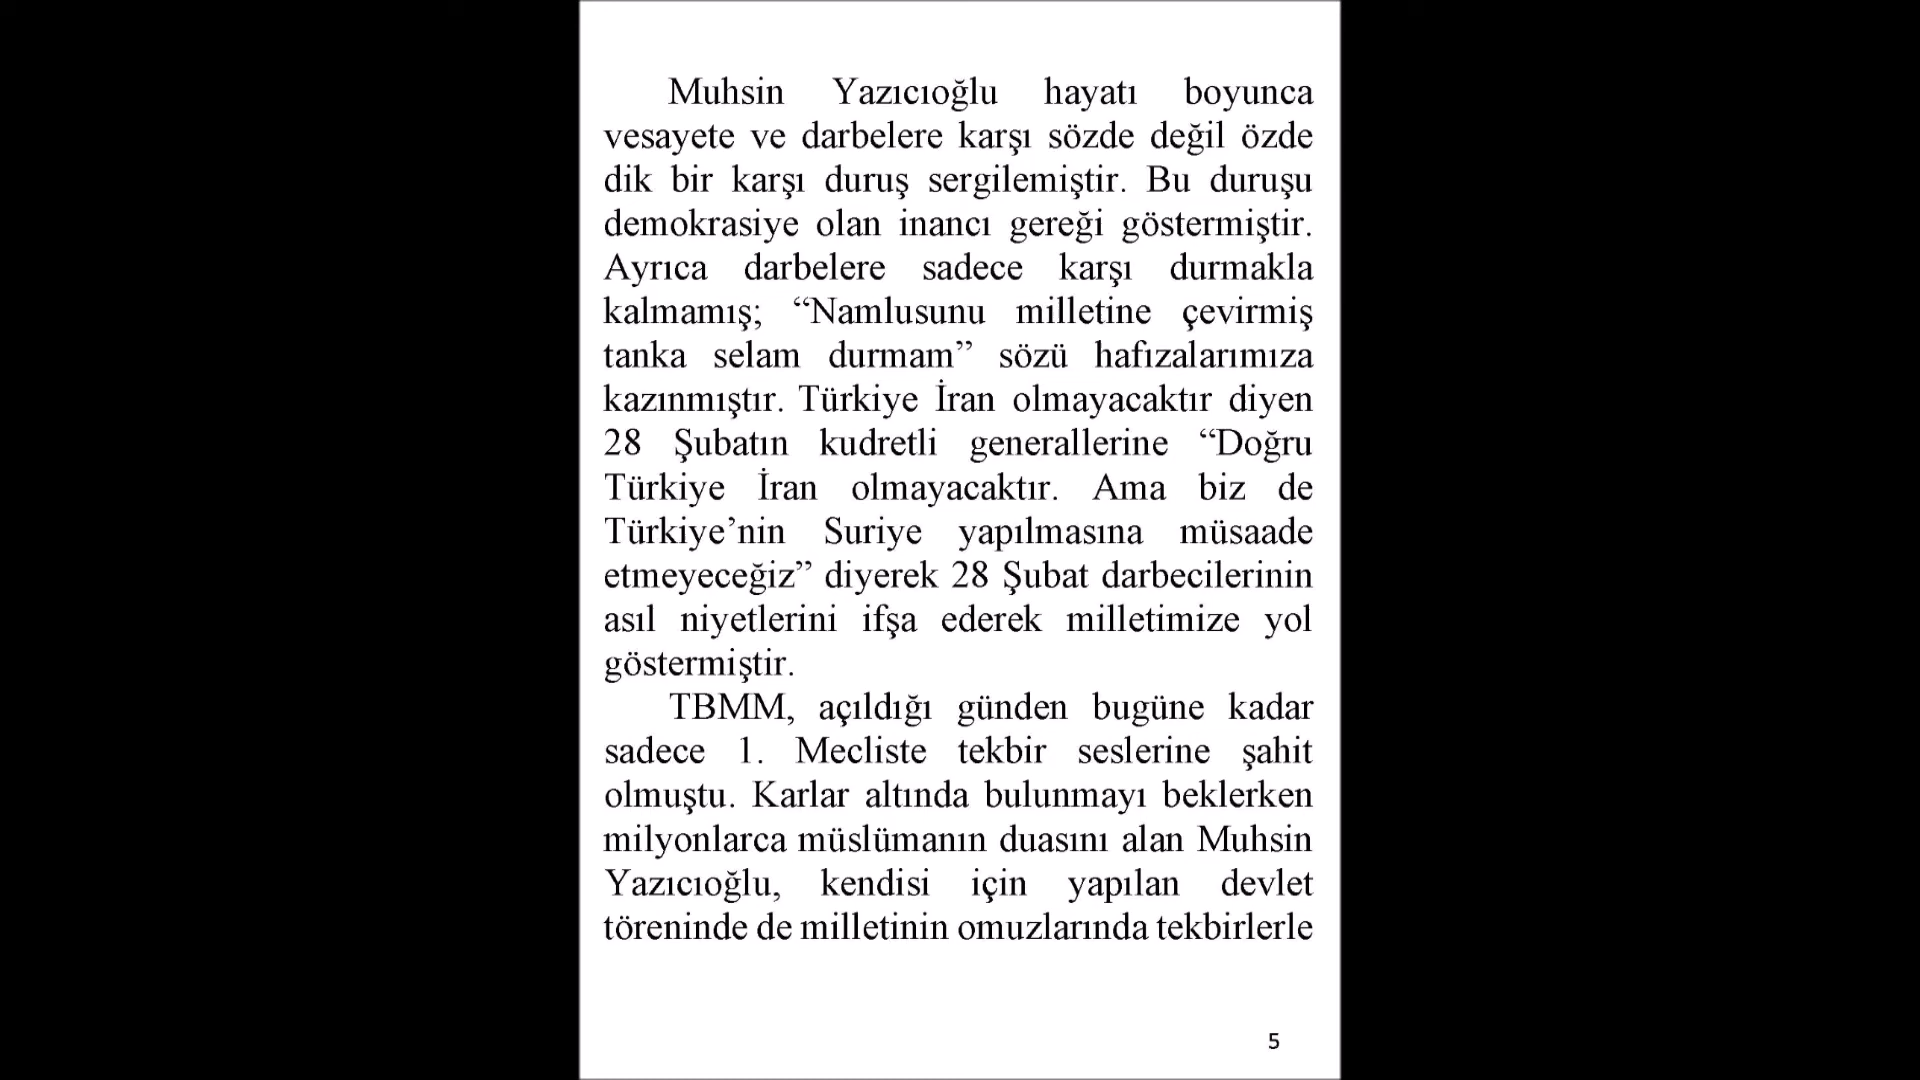 Muhsin Yazıcıoğlu hayatı boyunca
vesayete ve darbelere karşı sözde değil özde
dik bir karşı duruş sergilemiştir. Bu duruşu
demokrasiye olan inancı gereği göstermiştir.
Ayrıca darbelere sadece karşı durmakla
kalmamış; “Namlusunu milletine çevirmiş
tanka selam durmam” sözü hafızalarımıza
kazınmıştır. Türkiye İran olmayacaktır diyen
28 Şubatın kudretli generallerine “Doğru
Türkiye İran olmayacaktır. Ama biz de
Türkiye’nin Suriye yapılmasına müsaade
etmeyeceğiz” diyerek 28 Şubat darbecilerinin
asıl niyetlerini ifşa ederek milletimize yol
göstermiştir.
TBMM, açıldığı günden bugüne kadar
sadece 1. Mecliste tekbir seslerine şahit
olmuştu. Karlar altında bulunmayı beklerken
milyonlarca müslümanın duasını alan Muhsin
Yazıcıoğlu, kendisi için yapılan devlet
töreninde de milletinin omuzlarında tekbirlerle
5